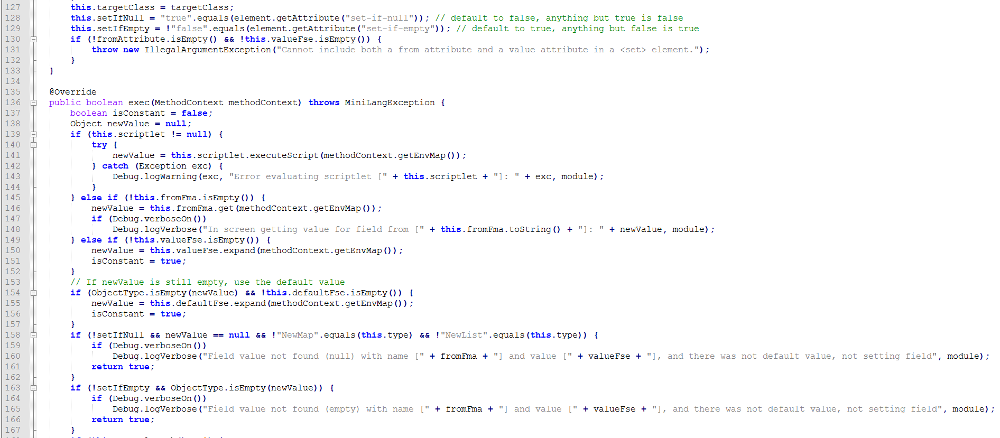 127 this.targetClass = targetClass;
128 this.setIfNull = "true".equals(element.getAttribute("set-if-null")); // default to false, anything but true is false
129 this.setIfEmpty = !"false".equals(element.getAttribute("set-if-empty")); // default to true, anything but false is true
130 if (!fromAttribute.isEmpty() && !this.valueFse.isEmpty()) {
131 throw new IllegalArgumentException("Cannot include both a from attribute and a value attribute in a <set> element.");
132 }
133 }
134
135 @Override
136 public boolean exec(MethodContext methodContext) throws MiniLangException {
137 boolean isConstant = false;
138 Object newValue = null;
139 if (this.scriptlet != null) {
140 try {
141 newValue = this.scriptlet.executeScript(methodContext.getEnvMap());
142 } catch (Exception exc) {
143 Debug.logWarning(exc, "Error evaluating scriptlet [" + this.scriptlet + "]: " + exc, module);
144 }
145 } else if (!this.fromFma.isEmpty()) {
146 newValue = this.fromFma.get(methodContext.getEnvMap());
147 if (Debug.verboseOn())
148 Debug.logVerbose("In screen getting value for field from [" + this.fromFma.toString() + "]: " + newValue, module);
149 } else if (!this.valueFse.isEmpty()) {
150 newValue = this.valueFse.expand(methodContext.getEnvMap());
151 isConstant = true;
152 }
153 // If newValue is still empty, use the default value
154 if (ObjectType.isEmpty(newValue) && !this.defaultFse.isEmpty()) {
155 newValue = this.defaultFse.expand(methodContext.getEnvMap());
156 isConstant = true;
157 }
158 if (!setIfNull && newValue == null && !"NewMap".equals(this.type) && !"NewList".equals(this.type)) {
159 if (Debug.verboseOn())
160 Debug.logVerbose("Field value not found (null) with name [" + fromFma + "] and value [" + valueFse + "], and there was not default value, not setting field", module);
161 return true;
162 }
163 if (!setIfEmpty && ObjectType.isEmpty(newValue)) {
164 if (Debug.verboseOn())
165 Debug.logVerbose("Field value not found (empty) with name [" + fromFma + "] and value [" + valueFse + "], and there was not default value, not setting field", module);
166 return true;
167 }